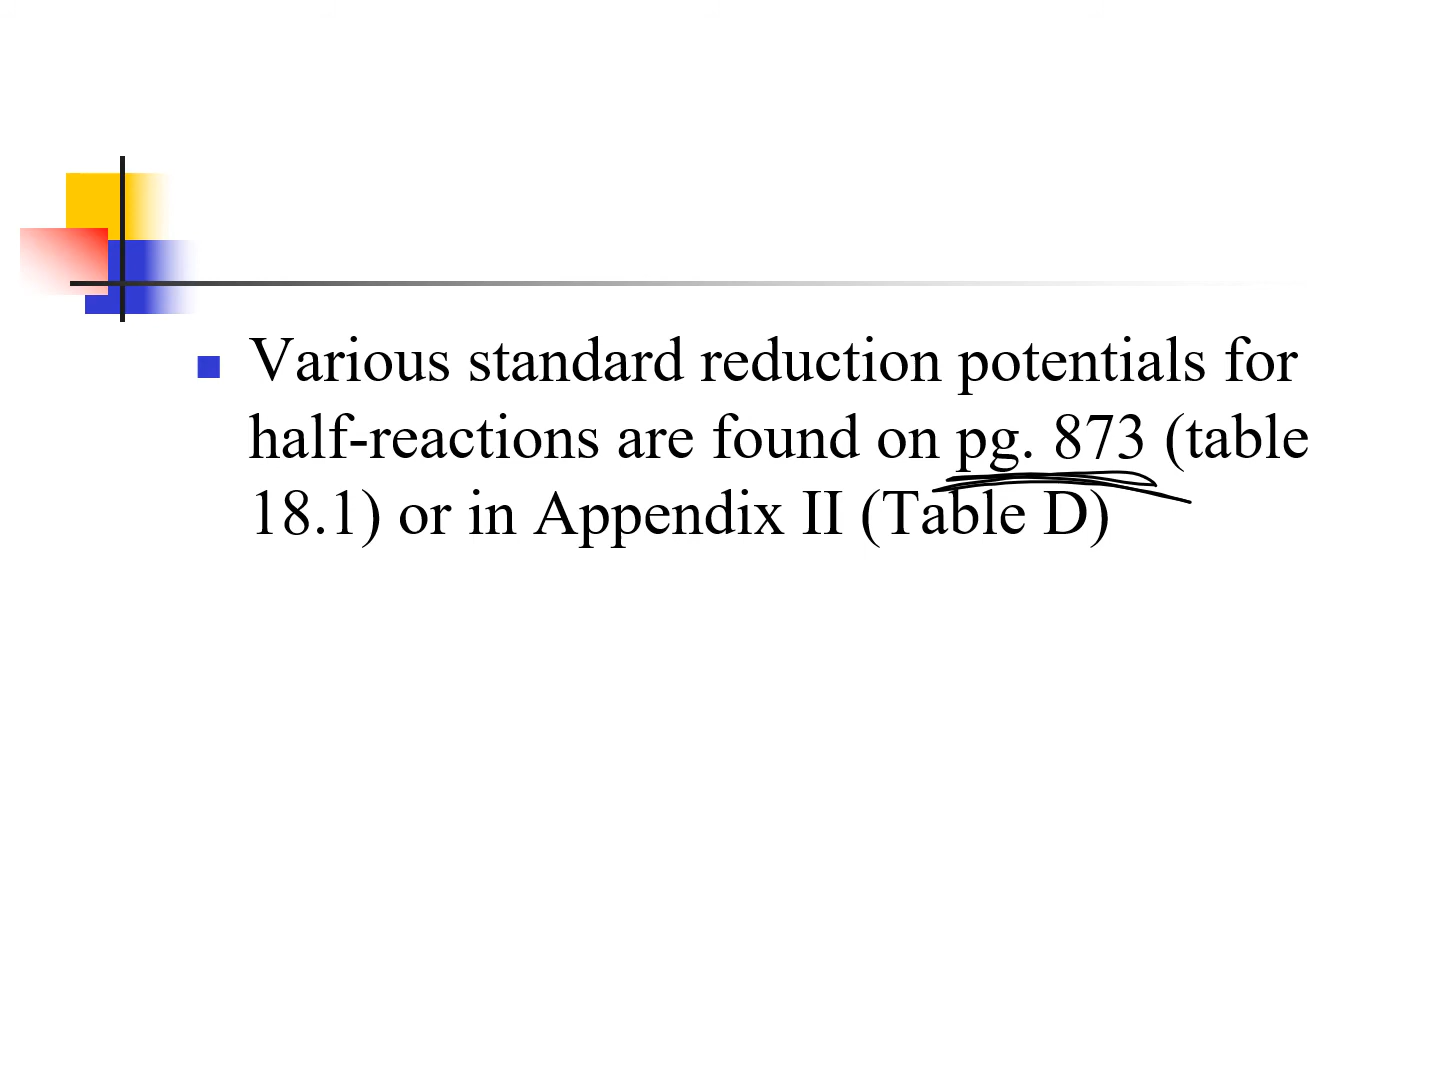 Various standard reduction potentials for
half-reactions are found on pg. 873 (table
18.1) or in Appendix II (Table D)